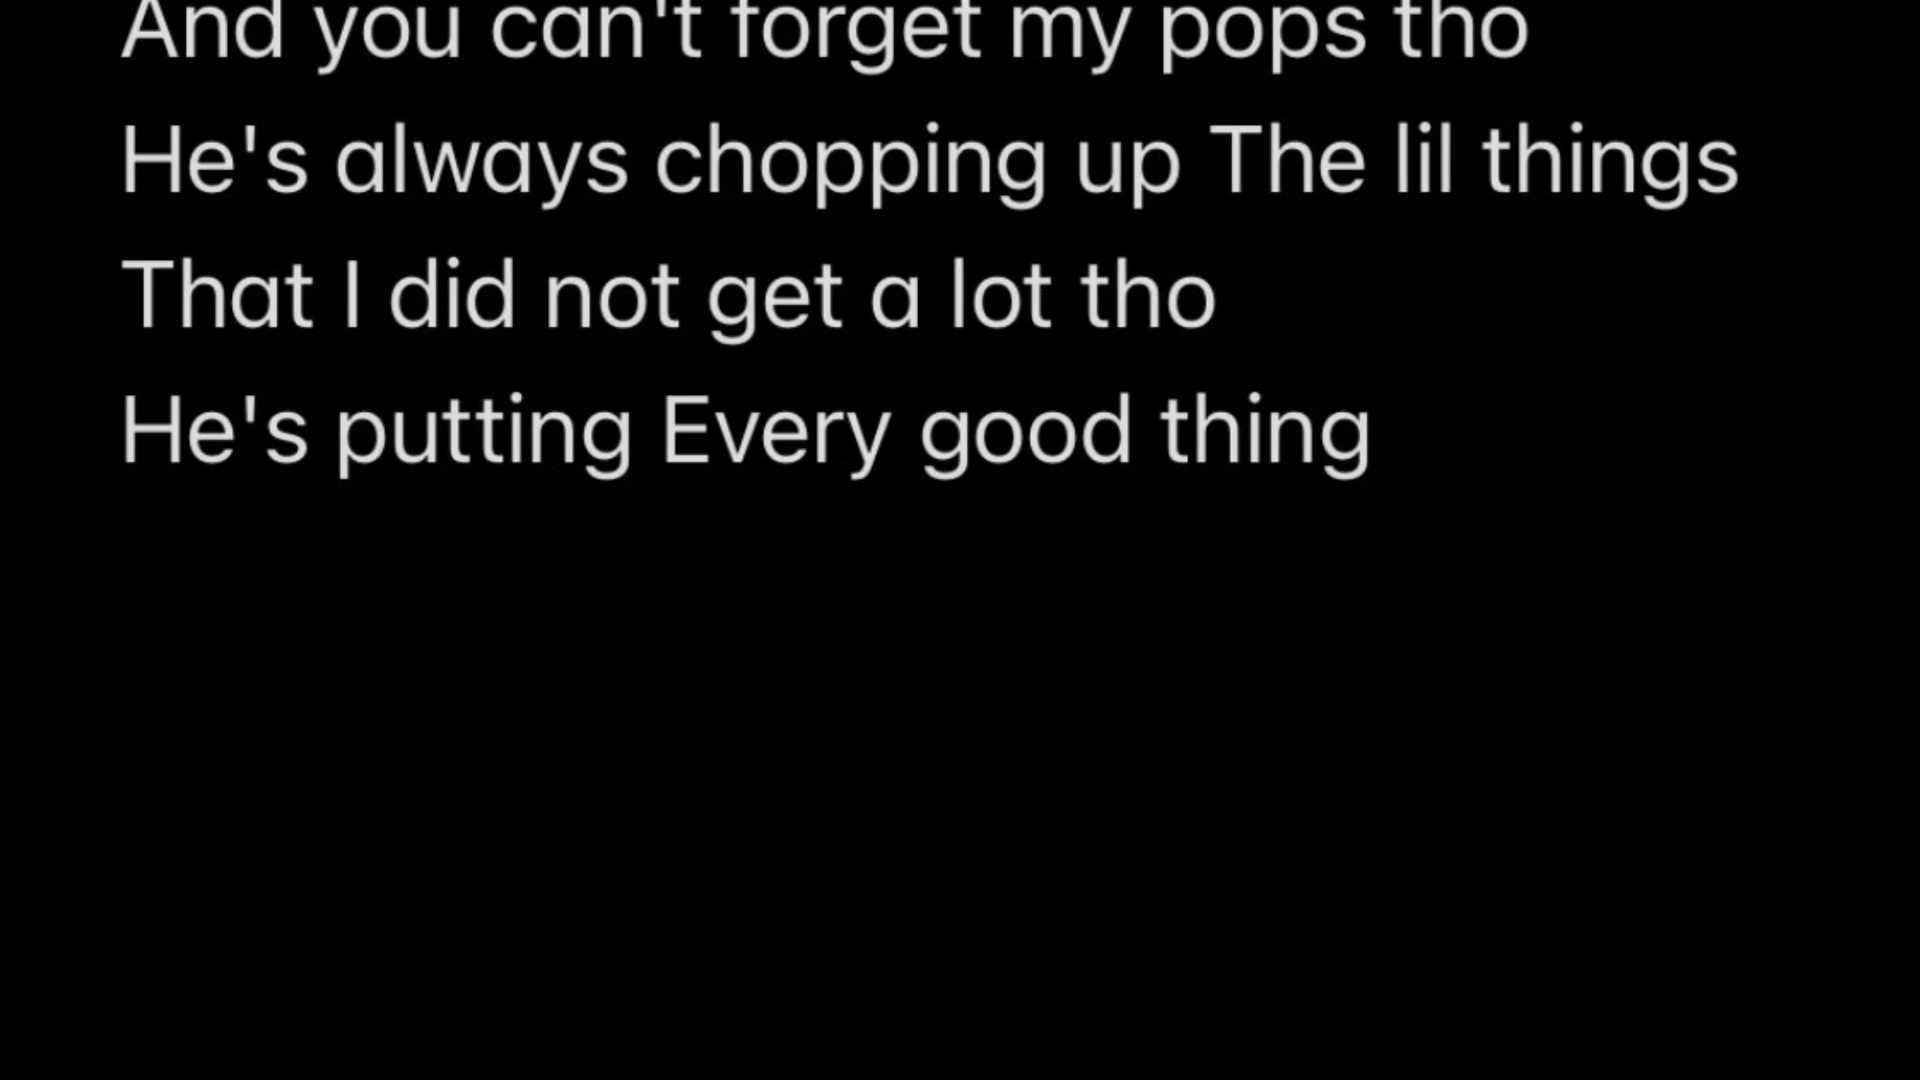 And you can't forget my pops tho
He's always chopping up The lil things
That I did not get a lot tho
He's putting Every good thing